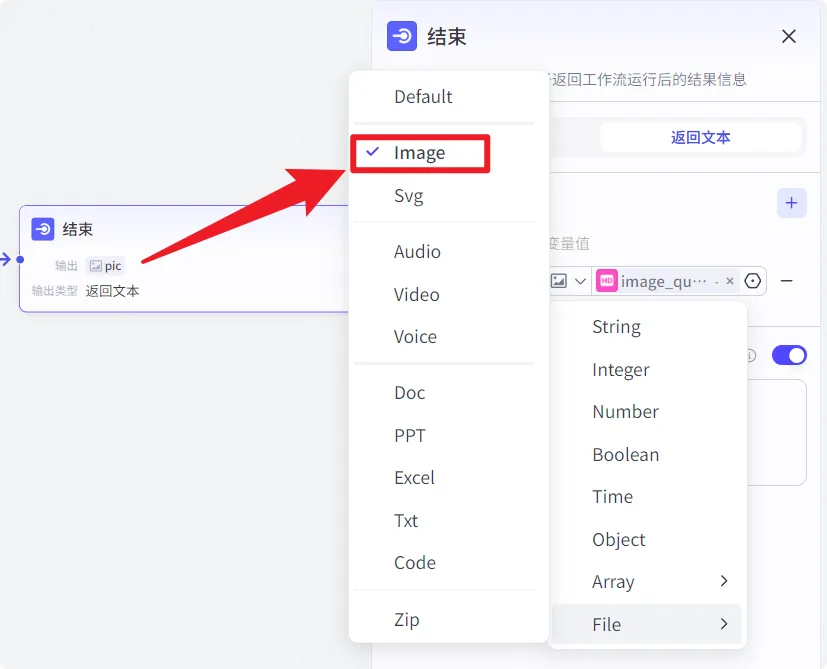 结束
返回工作流运行后的结果信息
返回文本
变量值
image_qu…
结束
输出 pic
输出类型 返回文本
Default
Image
Svg
Audio
Video
Voice
Doc
PPT
Excel
Txt
Code
Zip
String
Integer
Number
Boolean
Time
Object
Array
File